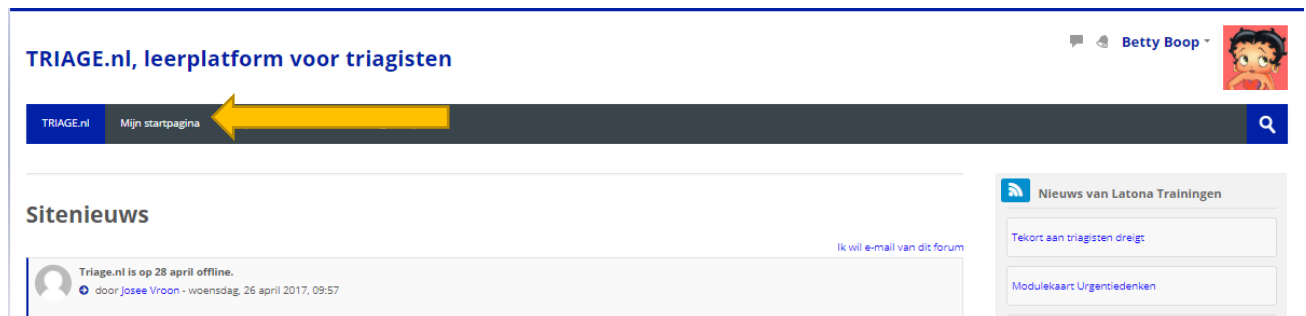 TRIAGE.nl, leerplatform voor triagisten
Betty Boop
TRIAGE.nl
Mijn startpagina
Sitenieuws
Ik wil e-mail van dit forum
Triage.nl is op 28 april offline.
door Josee Vroon - woensdag, 26 april 2017, 09:57
Nieuws van Latona Trainingen
Tekort aan triagisten dreigt
Modulekaart Urgentiedenken